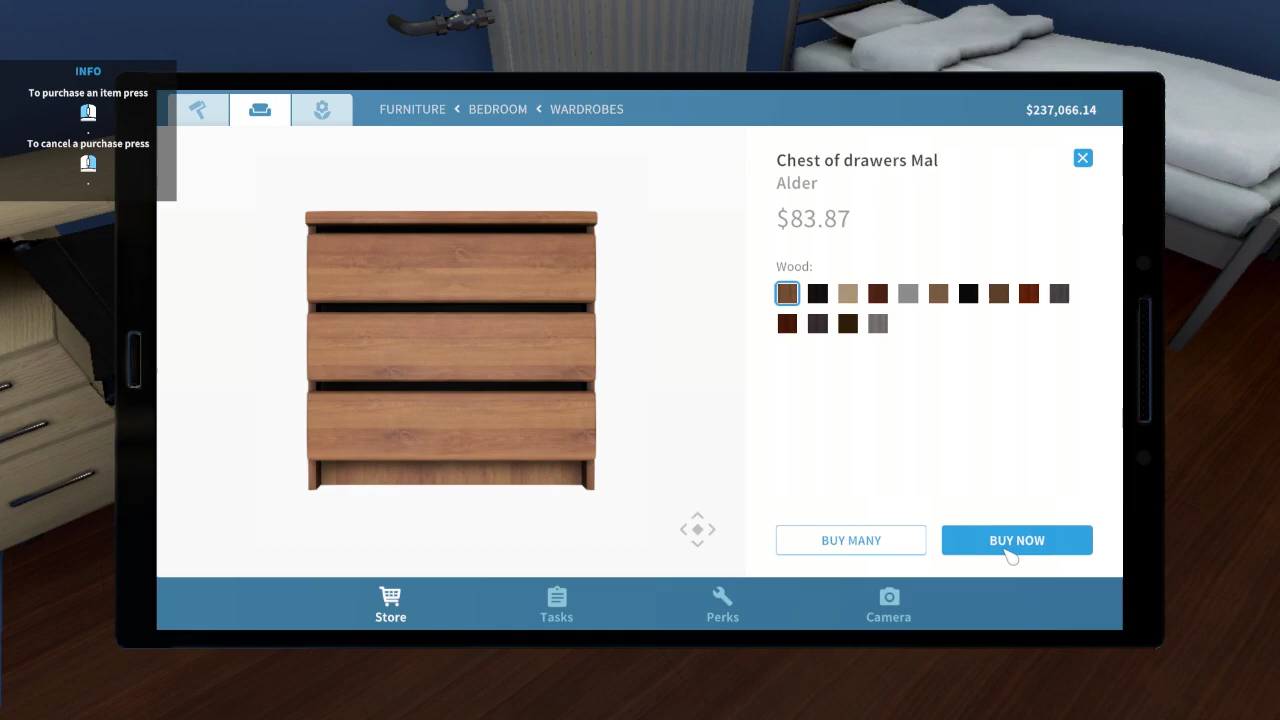 INFO
To purchase an item press
.
To cancel a purchase press
.
FURNITURE < BEDROOM < WARDROBES
$237,066.14
Chest of drawers Mal
Alder
$83.87
Wood:
BUY MANY
BUY NOW
Store
Tasks
Perks
Camera